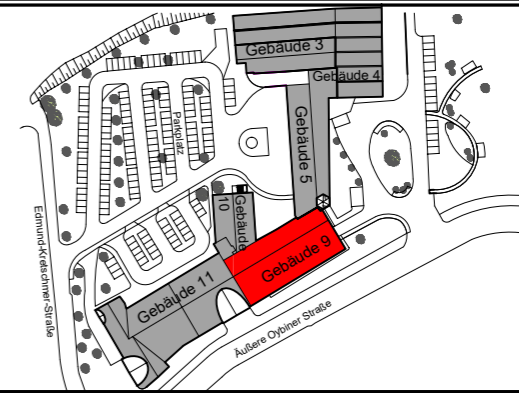 Gebäude 3
Gebäude 4
Parkplatz
Gebäude 5
Gebäude
10
Edmund-Kretschmer-Straße
Gebäude 9
Gebäude 11
Äußere Oybiner Straße